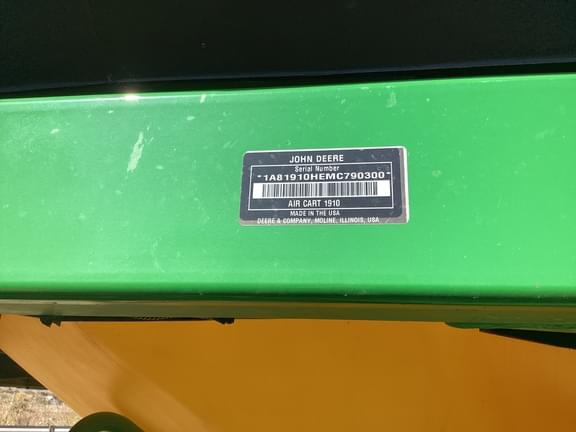 JOHN DEERE
Serial Number
*1A81910HEMC790300*
AIR CART 1910
MADE IN THE USA
DEERE & COMPANY, MOLINE, ILLINOIS, USA